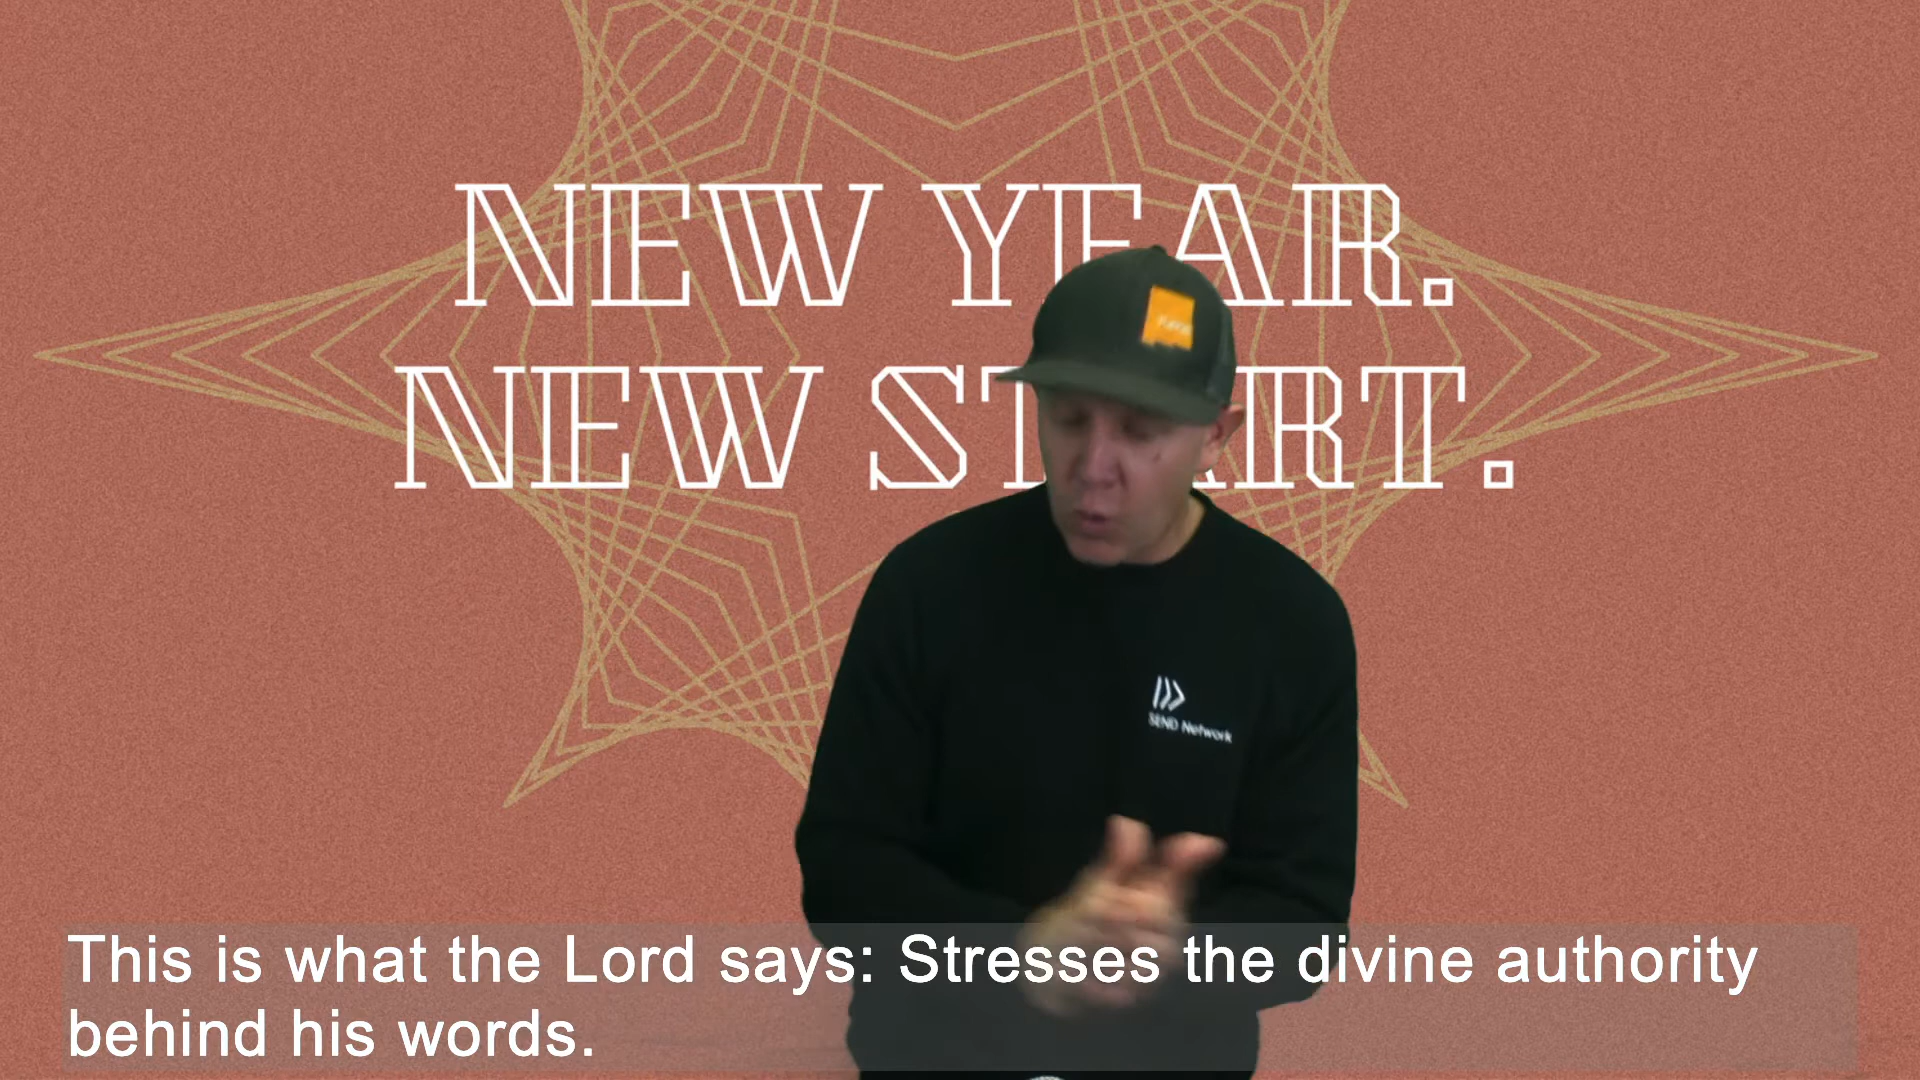 NEW YEAR.
NEW START.
SEND Network
This is what the Lord says: Stresses the divine authority
behind his words.